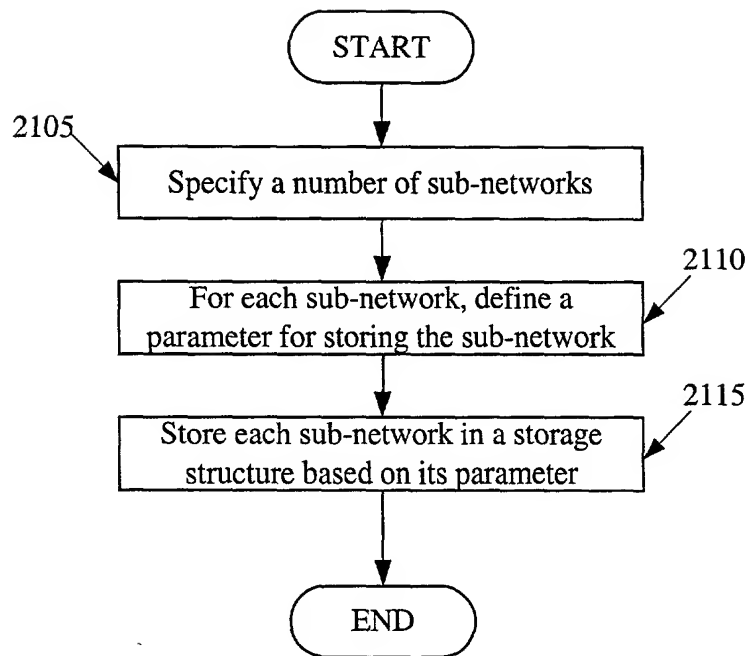 START
2105
Specify a number of sub-networks
2110
For each sub-network, define a
parameter for storing the sub-network
2115
Store each sub-network in a storage
structure based on its parameter
END